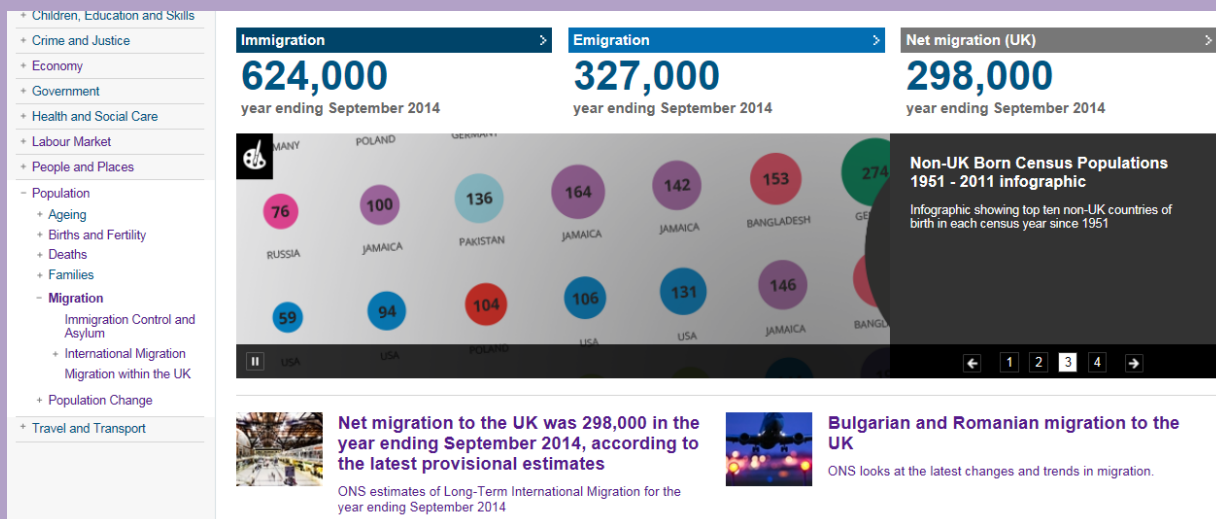 Children, Education and Skills
Crime and Justice
Economy
Government
Health and Social Care
Labour Market
People and Places
Population
Ageing
Births and Fertility
Deaths
Families
Migration
Immigration Control and
Asylum
International Migration
Migration within the UK
Population Change
Travel and Transport
Immigration
624,000
year ending September 2014
Emigration
327,000
year ending September 2014
Net migration (UK)
298,000
year ending September 2014
MANY POLAND GERMANY
76 100 136 164 142 153 274
RUSSIA JAMAICA PAKISTAN JAMAICA JAMAICA BANGLADESH GE
59 94 104 106 131 146
USA USA POLAND USA USA JAMAICA BANGL
Non-UK Born Census Populations
1951 - 2011 infographic
Infographic showing top ten non-UK countries of
birth in each census year since 1951
1 2 3 4
Net migration to the UK was 298,000 in the
year ending September 2014, according to
the latest provisional estimates
ONS estimates of Long-Term International Migration for the
year ending September 2014
Bulgarian and Romanian migration to the
UK
ONS looks at the latest changes and trends in migration.